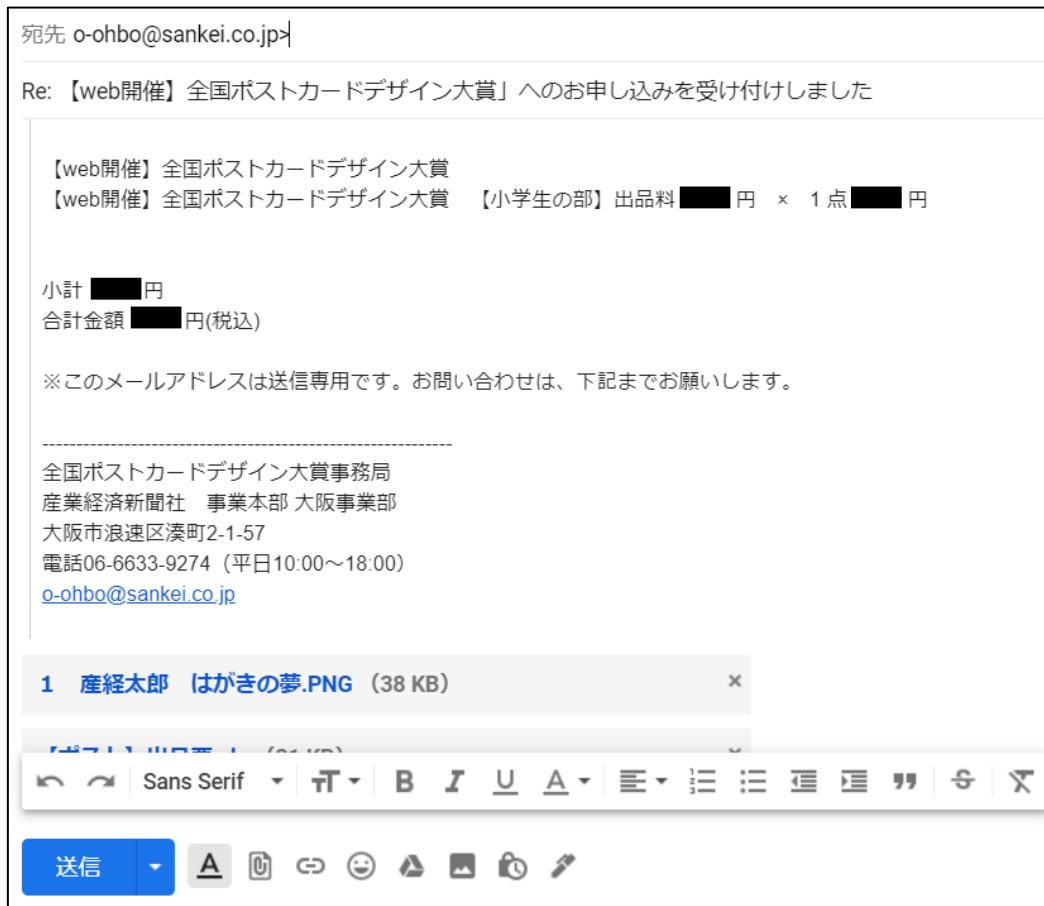 宛先 o-ohbo@sankei.co.jp>
Re: 【web開催】全国ポストカードデザイン大賞」へのお申し込みを受け付けしました
【web開催】全国ポストカードデザイン大賞
【web開催】全国ポストカードデザイン大賞　【小学生の部】出品料 円　×　1 点 円
小計 円
合計金額 円(税込)
※このメールアドレスは送信専用です。お問い合わせは、下記までお願いします。
------------------------------------------------------------
全国ポストカードデザイン大賞事務局
産業経済新聞社　事業本部 大阪事業部
大阪市浪速区湊町2-1-57
電話06-6633-9274（平日10:00～18:00）
o-ohbo@sankei.co.jp
1　産経太郎　はがきの夢.PNG（38 KB）
Sans Serif
送信